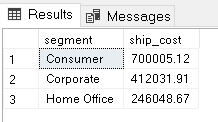 Results Messages
segment ship_cost
1 Consumer 700005.12
2 Corporate 412031.91
3 Home Office 246048.67